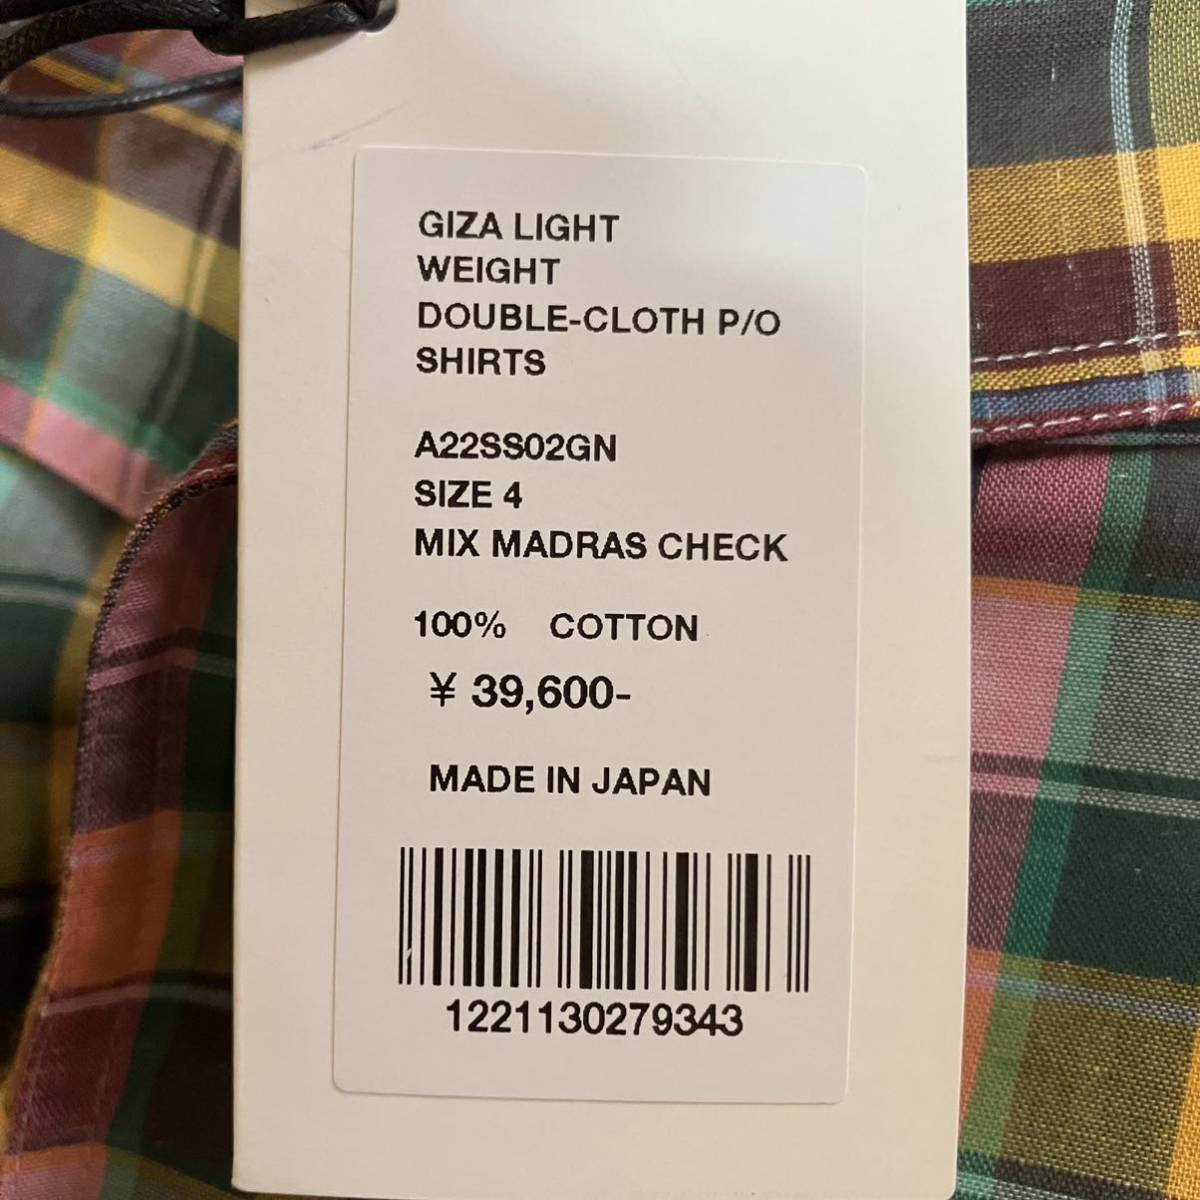 GIZA LIGHT
WEIGHT
DOUBLE-CLOTH P/O
SHIRTS
A22SS02GN
SIZE 4
MIX MADRAS CHECK
100% COTTON
¥ 39,600-
MADE IN JAPAN
1221130279343